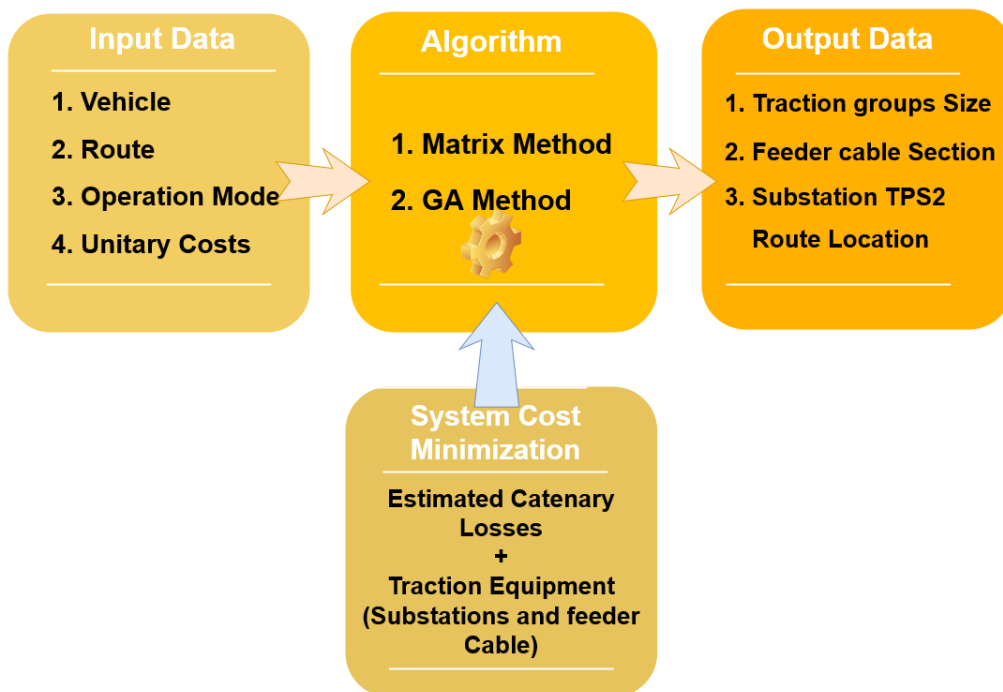 Input Data
1. Vehicle
2. Route
3. Operation Mode
4. Unitary Costs
Algorithm
1. Matrix Method
2. GA Method
Output Data
1. Traction groups Size
2. Feeder cable Section
3. Substation TPS2
Route Location
System Cost
Minimization
Estimated Catenary
Losses
+
Traction Equipment
(Substations and feeder
Cable)